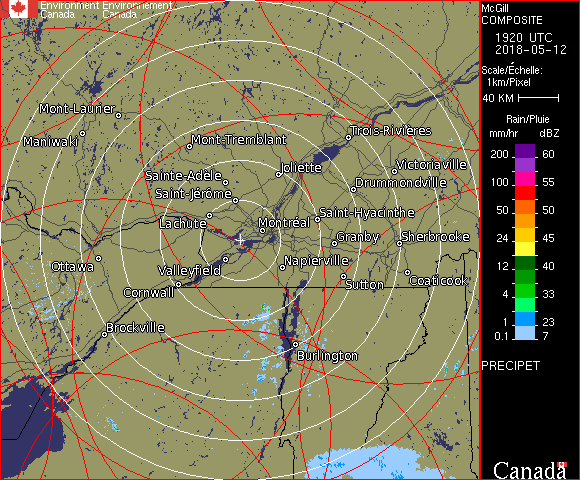 Environment Environnement
Canada Canada
McGill
COMPOSITE
1920 UTC
2018-05-12
Scale/Échelle:
1km/Pixel
40 KM
Rain/Pluie
mm/hr dBZ
200 60
150 55
100 55
50 50
24 45
12 40
4 33
1 23
0.1 7
PRECIPET
Canada
Mont-Laurier
Maniwaki
Mont-Tremblant
Trois-Rivières
Sainte-Adèle
Joliette
Victoriaville
Saint-Jérôme
Drummondville
Lachute
Montréal
Saint-Hyacinthe
Granby
Sherbrooke
Ottawa
Valleyfield
Napierville
Cornwall
Sutton
Coaticook
Brockville
Burlington